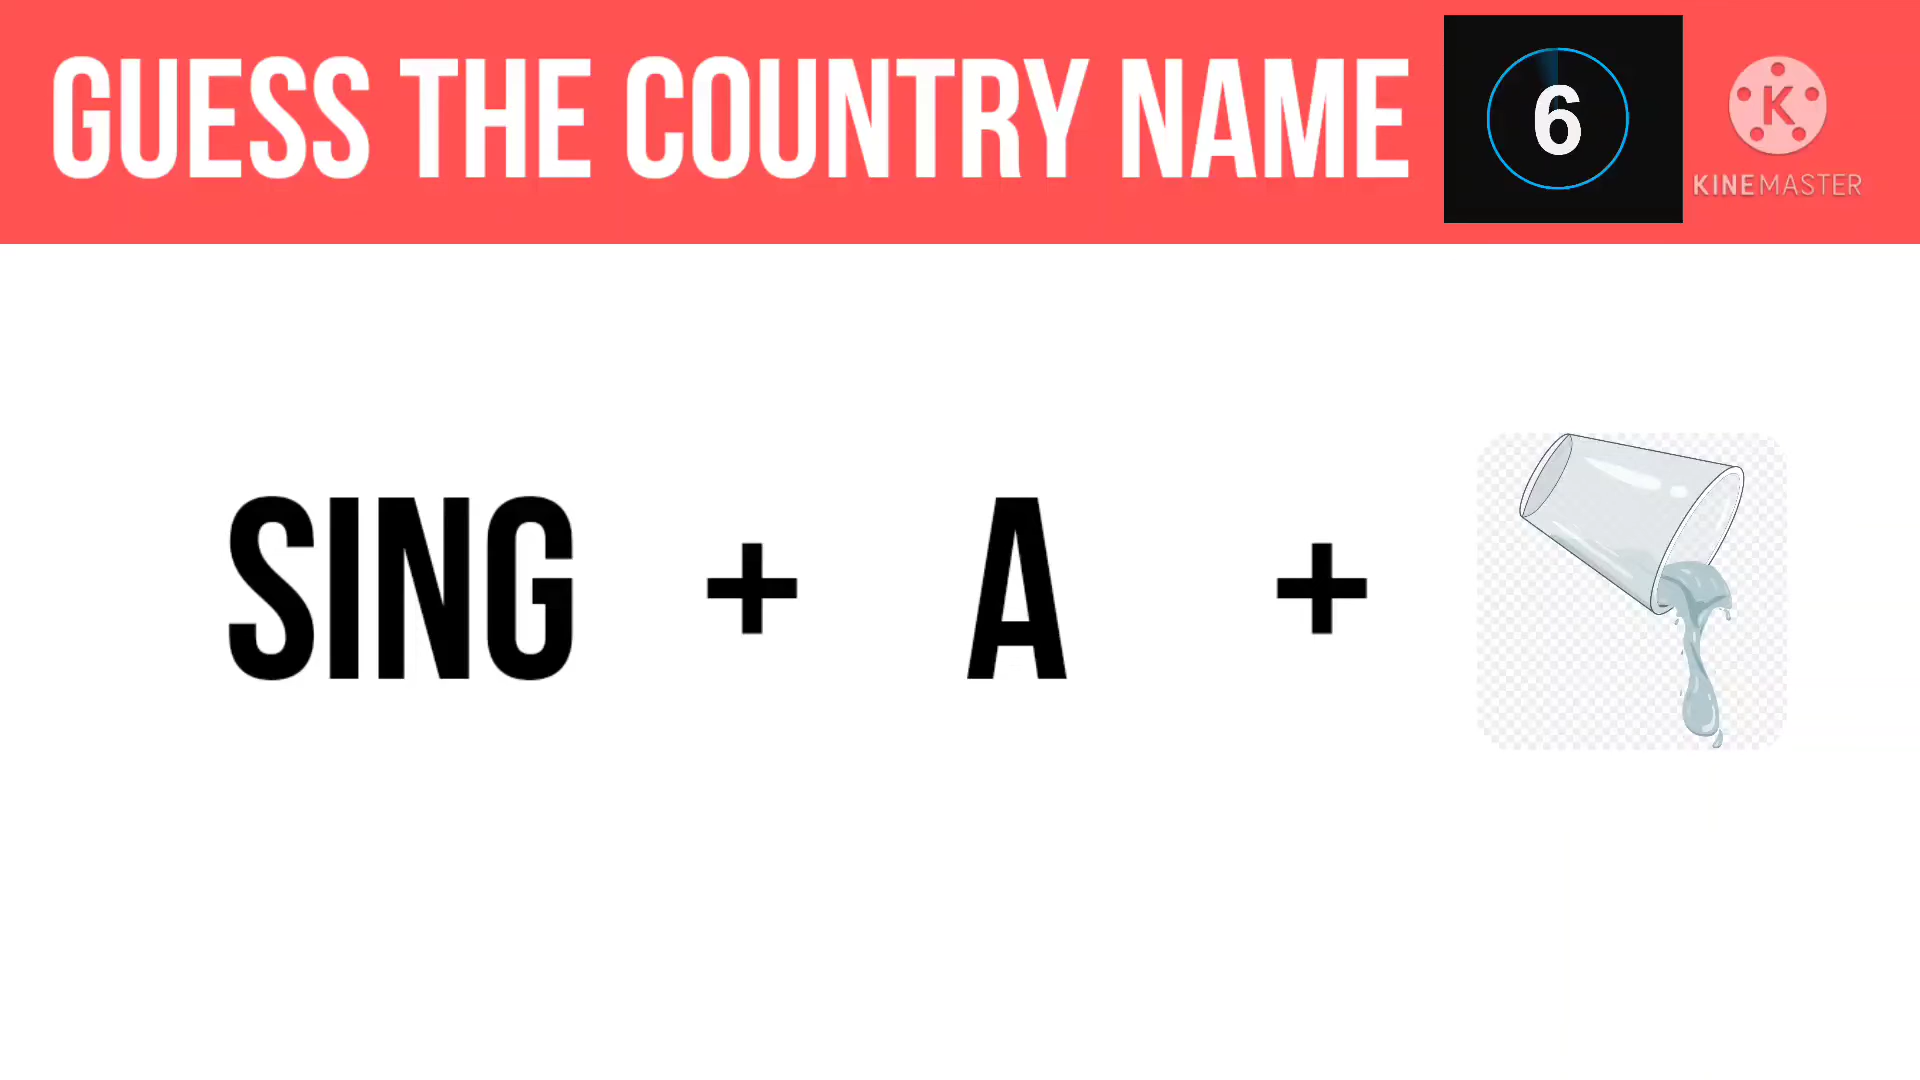 GUESS THE COUNTRY NAME
6
K
KINEMASTER
SING + A +